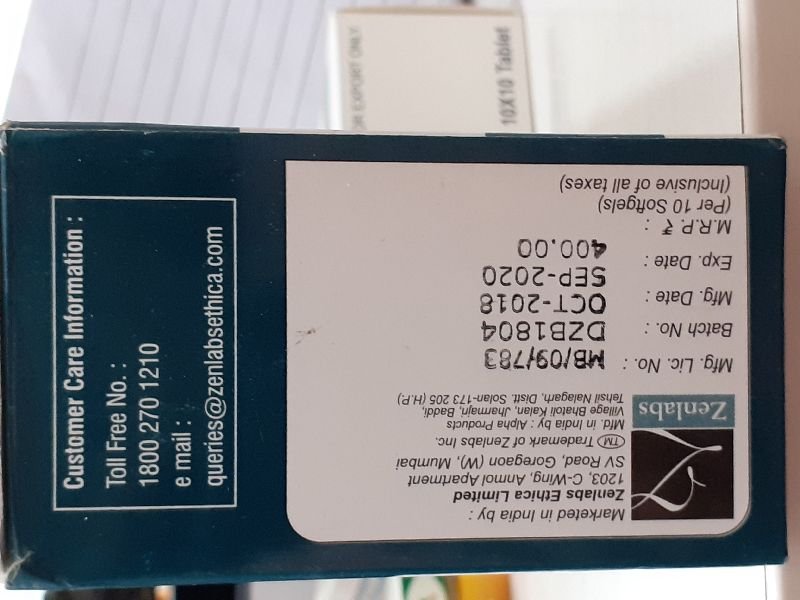 Marketed in India by :
Zenlabs Ethica Limited
1203, C-Wing, Anmol Apartment
SV Road, Goregaon (W), Mumbai
TM Trademark of Zenlabs Inc.
Mfd. in India by : Alpha Products
Village Bhatoli Kalan, Jharmajri, Baddi,
Tehsil Nalagarh, Distt. Solan-173 205 (H.P.)
Zenlabs
Mfg. Lic. No. : MB/09/783
Batch No. : DZB1804
Mfg. Date : OCT-2018
Exp. Date : SEP-2020
M.R.P. ₹ : 400.00
(Per 10 Softgels)
(Inclusive of all taxes)
Customer Care Information :
Toll Free No. :
1800 270 1210
e mail :
queries@zenlabsethica.com
OR EXPORT ONLY
10X10 Tablet